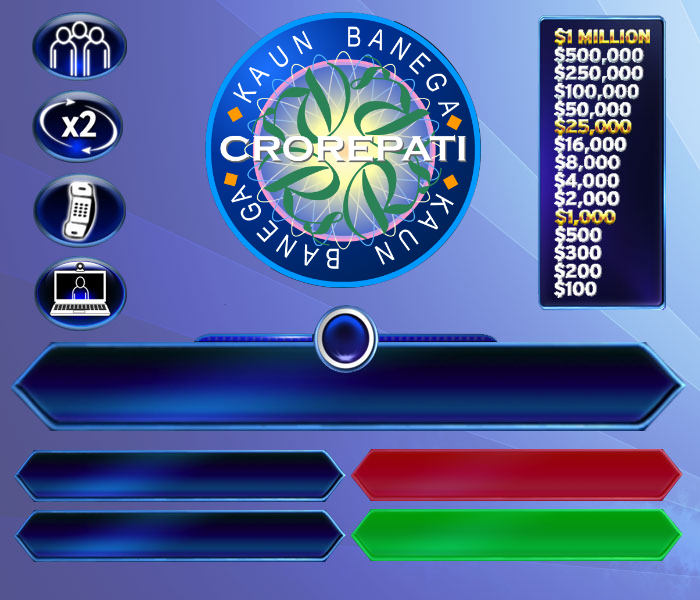 KAUN BANEGA
CROREPATI
KAUN BANEGA
x2
$1 MILLION
$500,000
$250,000
$100,000
$50,000
$25,000
$16,000
$8,000
$4,000
$2,000
$1,000
$500
$300
$200
$100